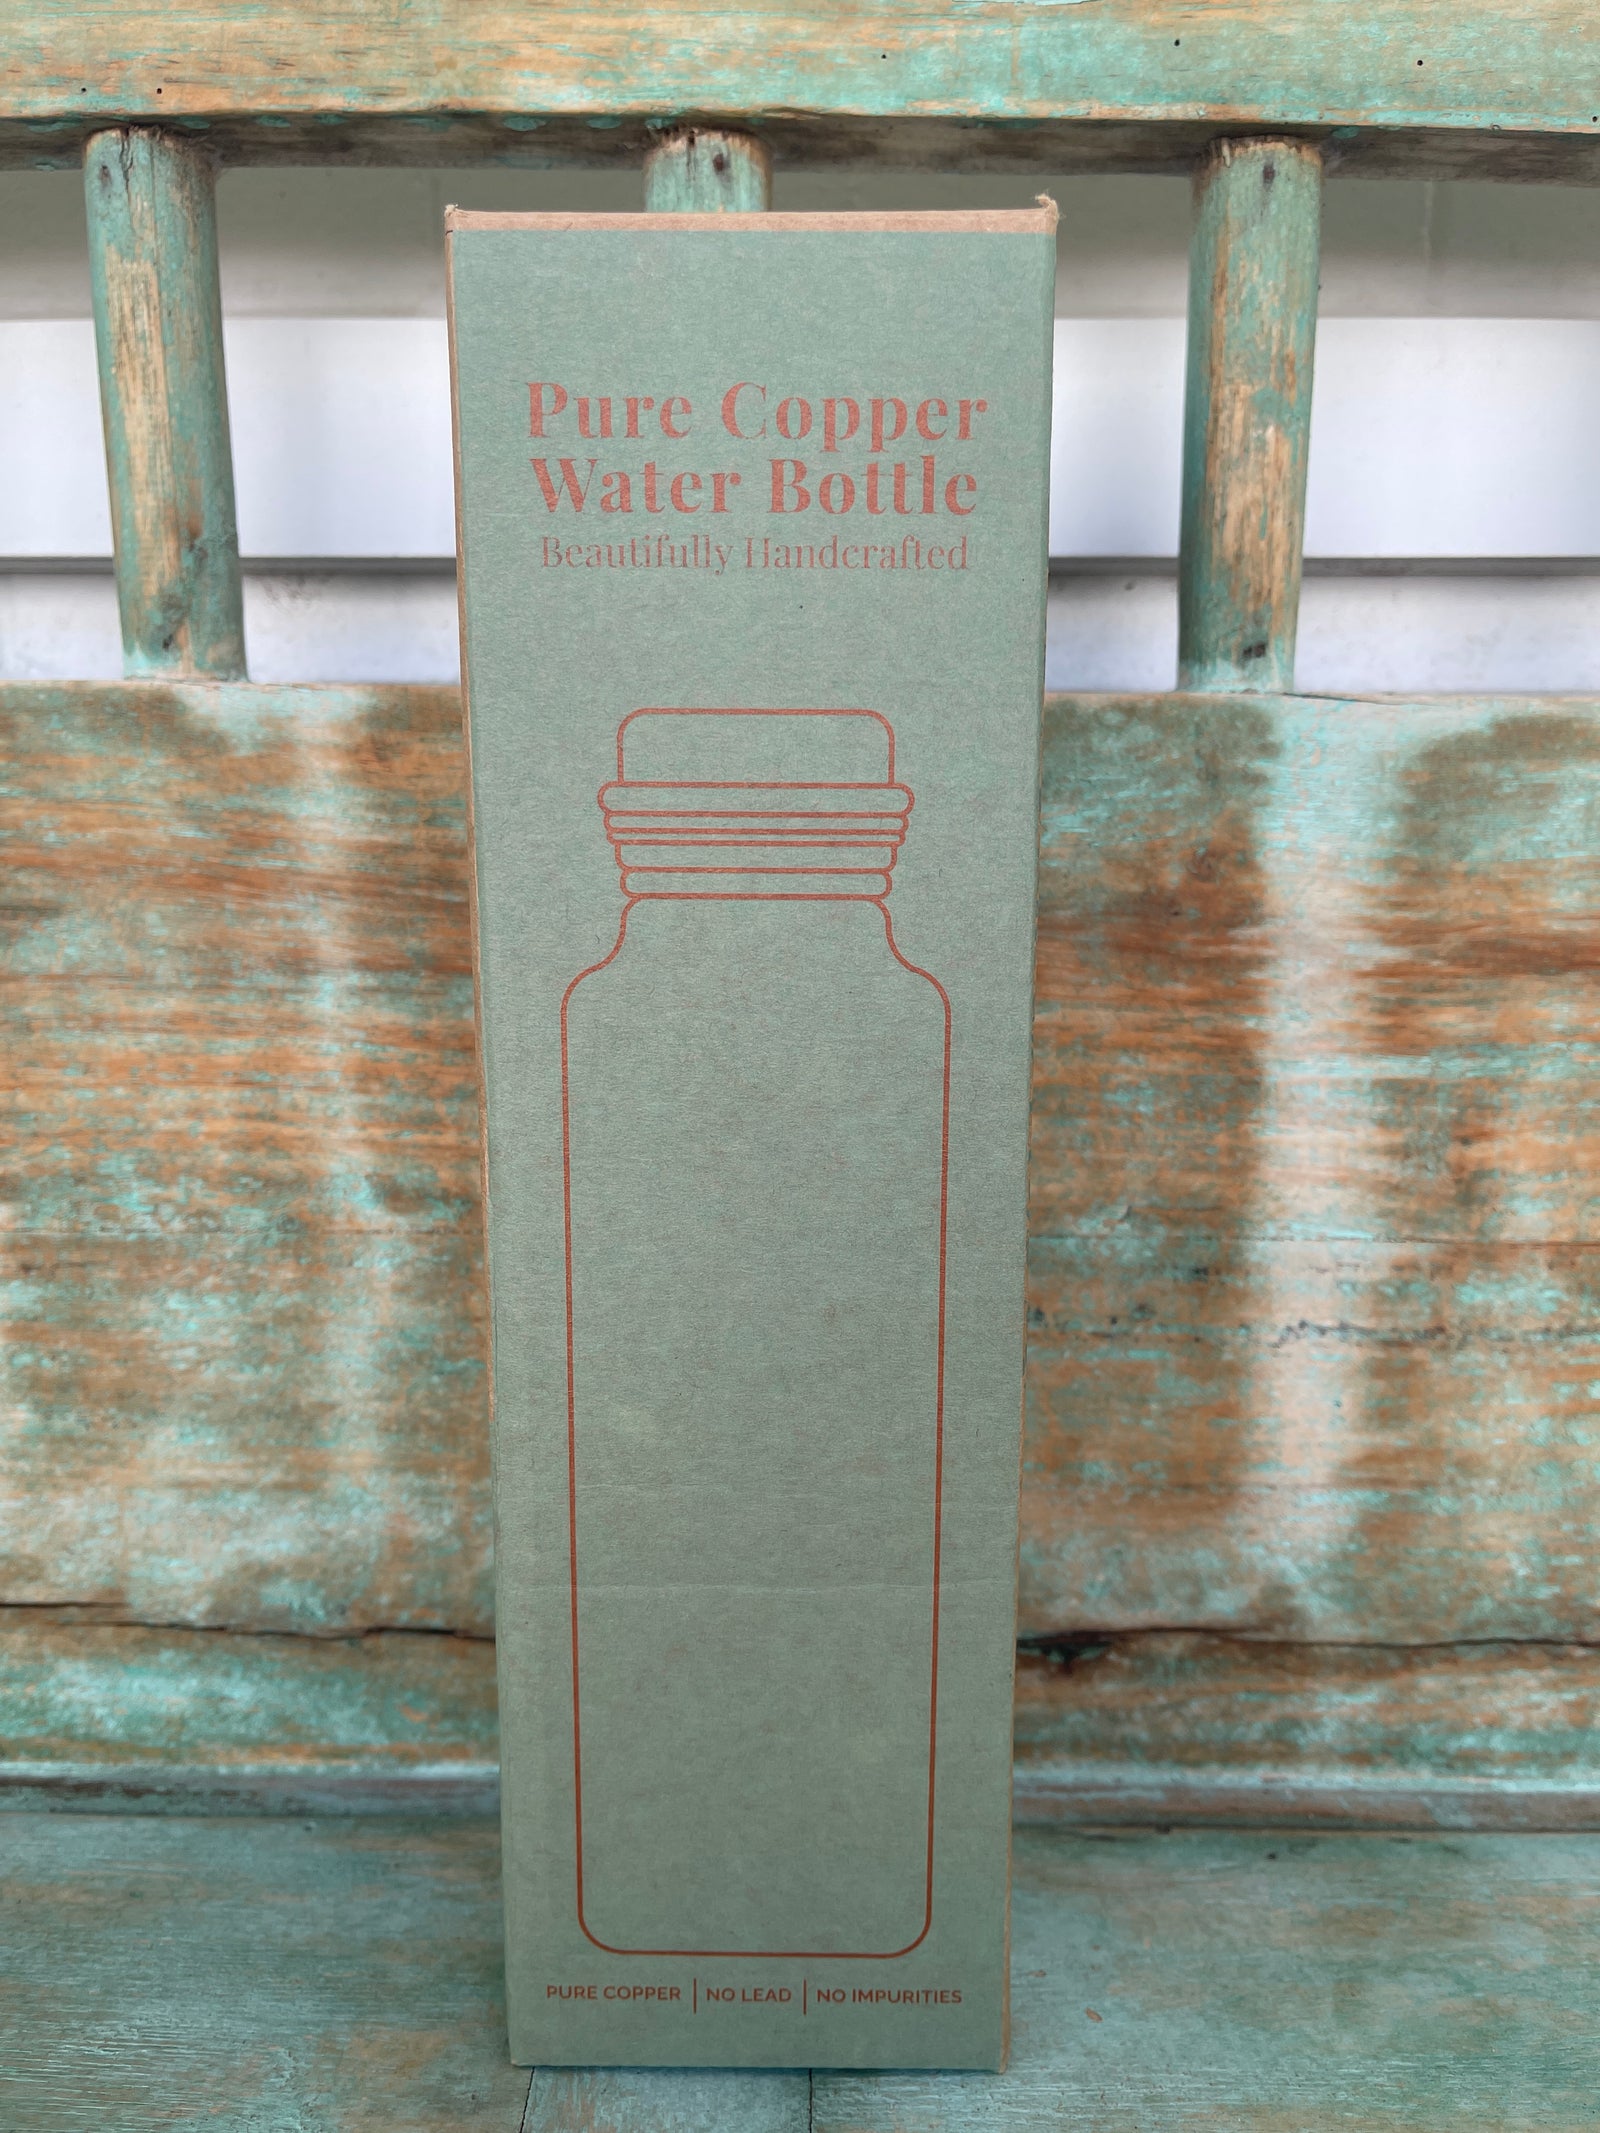 Pure Copper
Water Bottle
Beautifully Handcrafted
PURE COPPER | NO LEAD | NO IMPURITIES